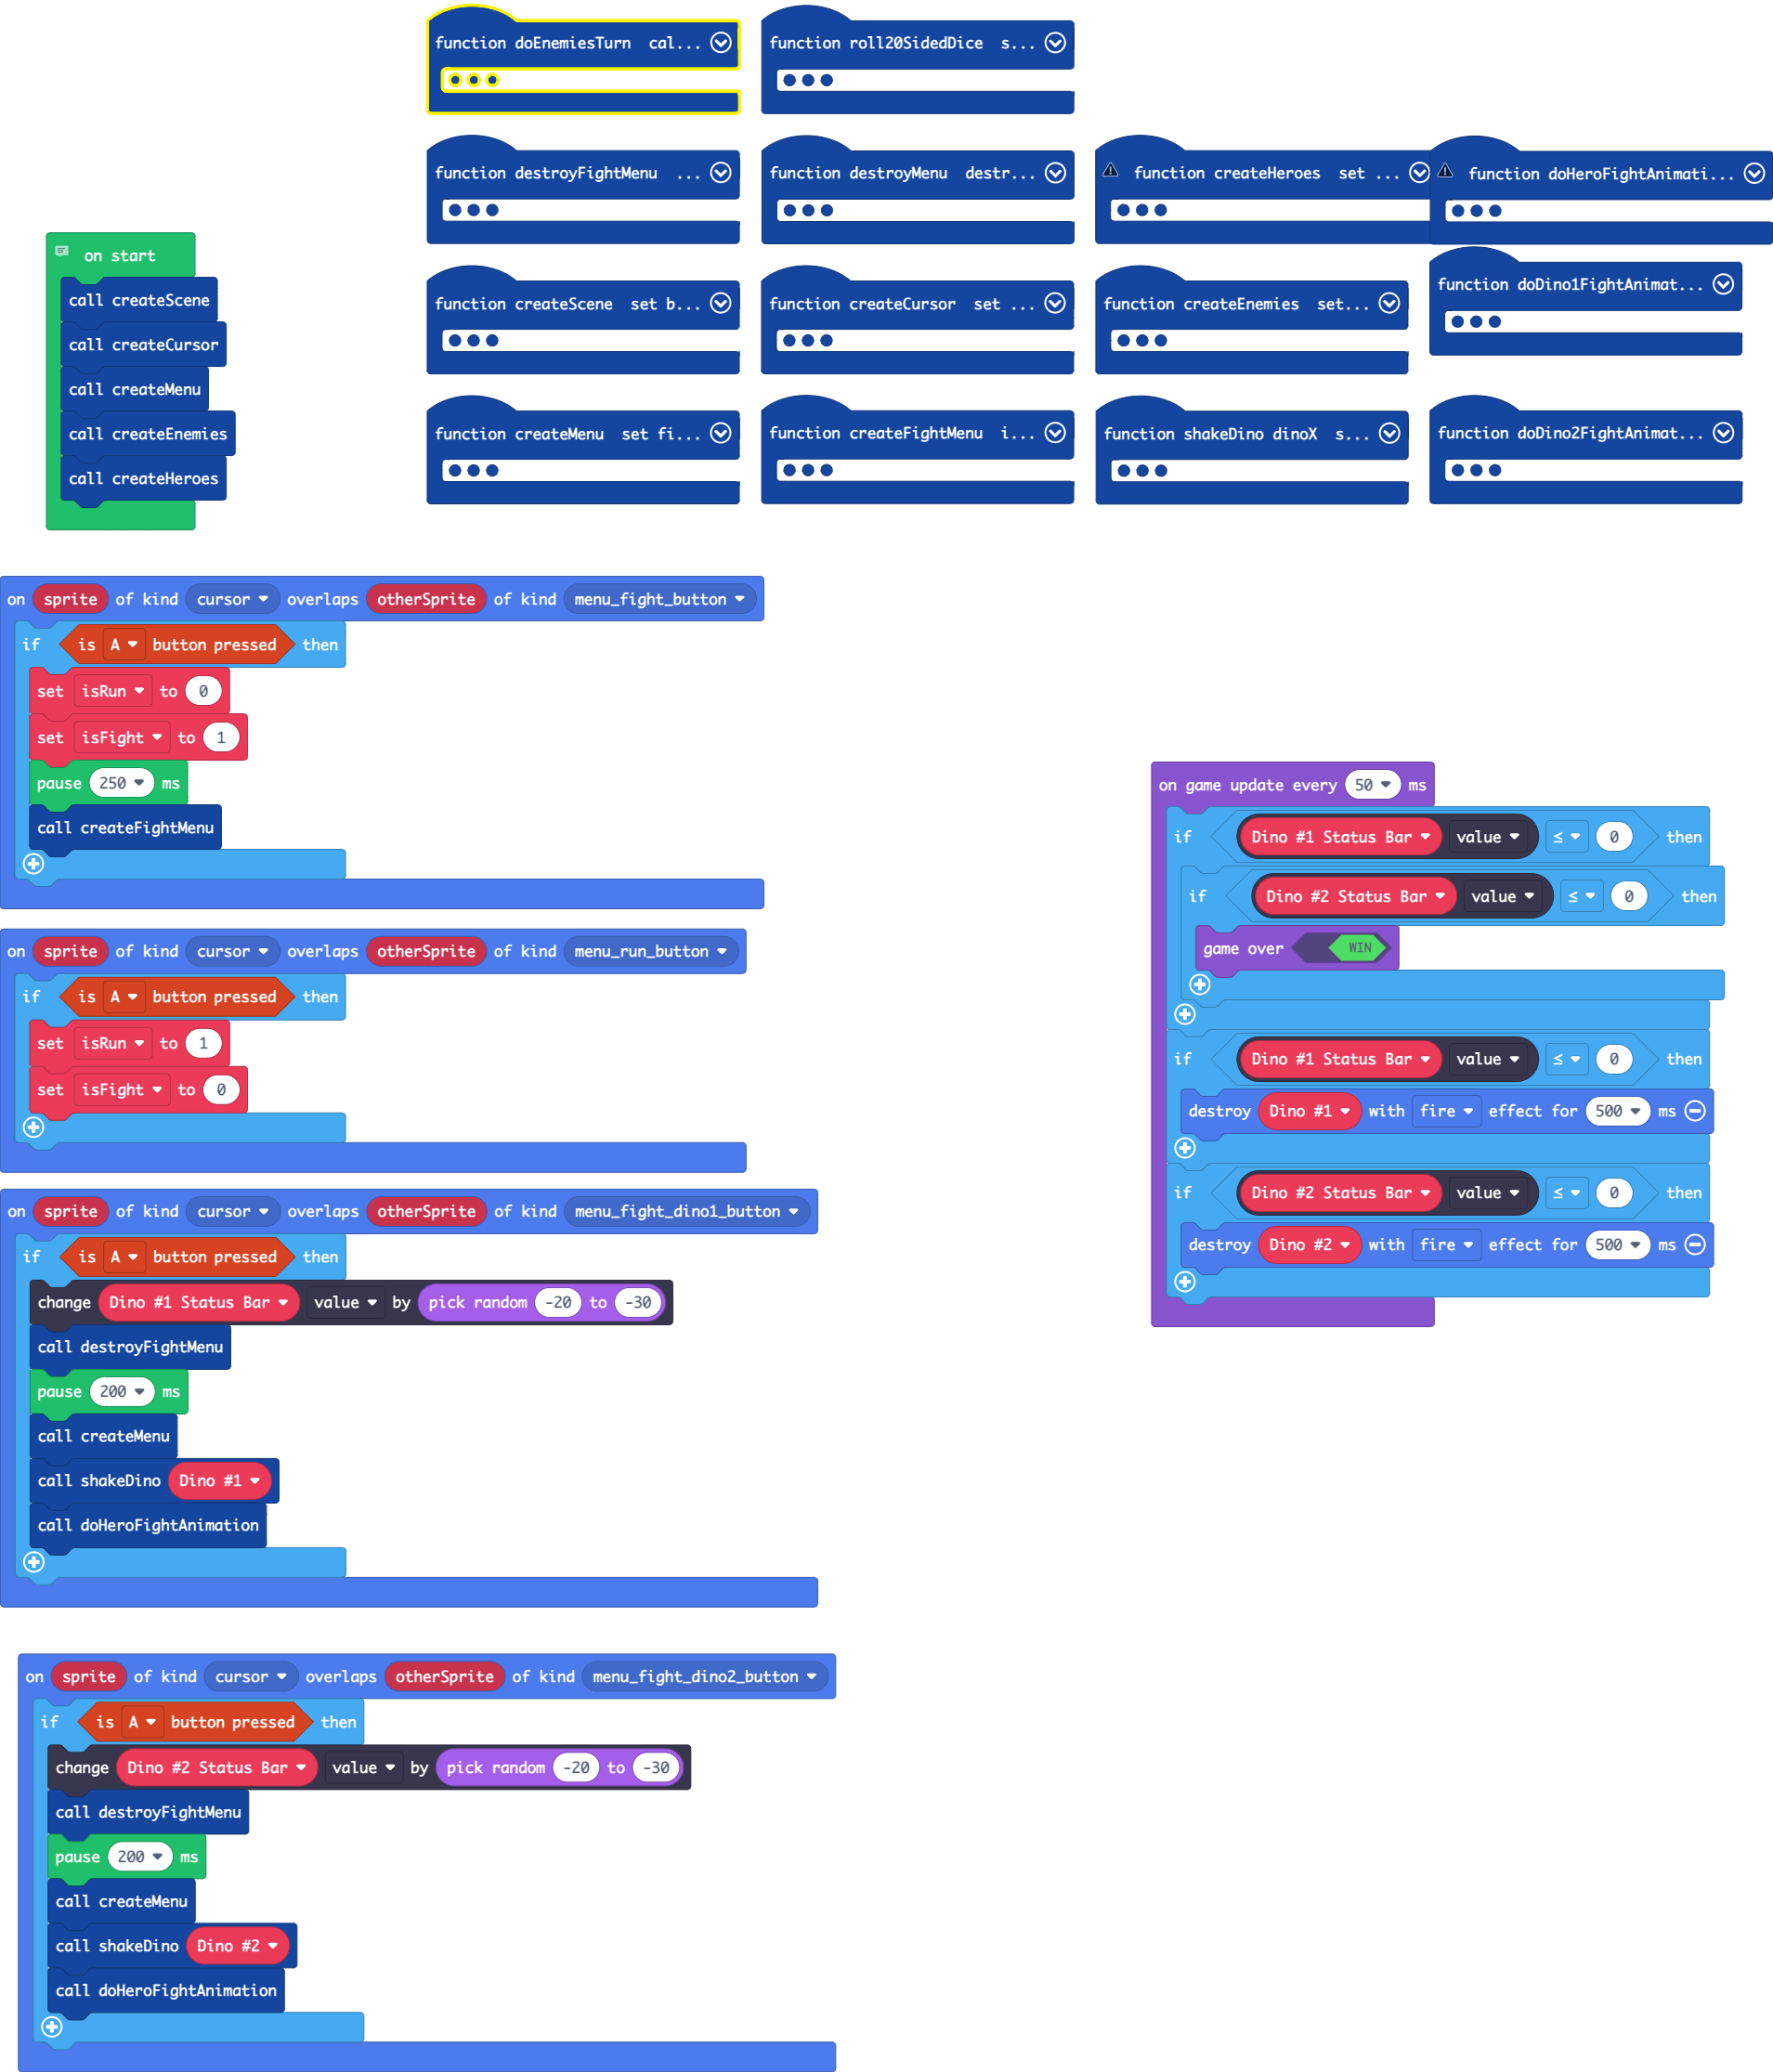 function doEnemiesTurn cal...
function roll20SidedDice s...
function destroyFightMenu ...
function destroyMenu destr...
function createHeroes set ...
function doHeroFightAnimati...
function createScene set b...
function createCursor set ...
function createEnemies set...
function doDino1FightAnimat...
function createMenu set fi...
function createFightMenu i...
function shakeDino dinoX s...
function doDino2FightAnimat...
on start
call createScene
call createCursor
call createMenu
call createEnemies
call createHeroes
on sprite of kind cursor overlaps otherSprite of kind menu_fight_button
if is A button pressed then
set isRun to 0
set isFight to 1
pause 250 ms
call createFightMenu
on sprite of kind cursor overlaps otherSprite of kind menu_run_button
if is A button pressed then
set isRun to 1
set isFight to 0
on sprite of kind cursor overlaps otherSprite of kind menu_fight_dino1_button
if is A button pressed then
change Dino #1 Status Bar value by pick random -20 to -30
call destroyFightMenu
pause 200 ms
call createMenu
call shakeDino Dino #1
call doHeroFightAnimation
on sprite of kind cursor overlaps otherSprite of kind menu_fight_dino2_button
if is A button pressed then
change Dino #2 Status Bar value by pick random -20 to -30
call destroyFightMenu
pause 200 ms
call createMenu
call shakeDino Dino #2
call doHeroFightAnimation
on game update every 50 ms
if Dino #1 Status Bar value ≤ 0 then
if Dino #2 Status Bar value ≤ 0 then
game over WIN
if Dino #1 Status Bar value ≤ 0 then
destroy Dino #1 with fire effect for 500 ms
if Dino #2 Status Bar value ≤ 0 then
destroy Dino #2 with fire effect for 500 ms